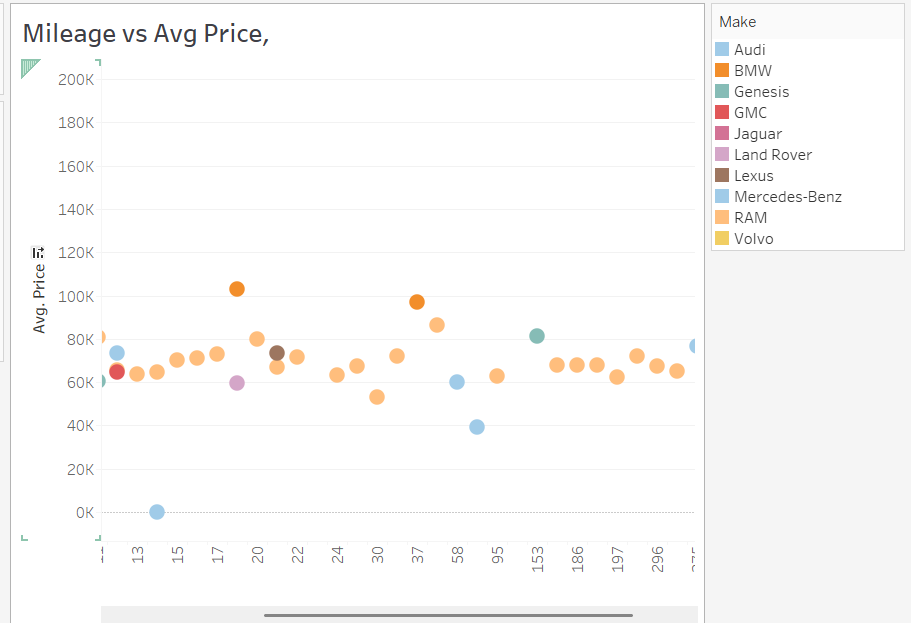 Mileage vs Avg Price,
Make
Audi
BMW
Genesis
GMC
Jaguar
Land Rover
Lexus
Mercedes-Benz
RAM
Volvo
200K
180K
160K
140K
120K
100K
80K
60K
40K
20K
0K
Avg. Price
13
15
17
20
22
24
30
37
58
95
153
186
197
296